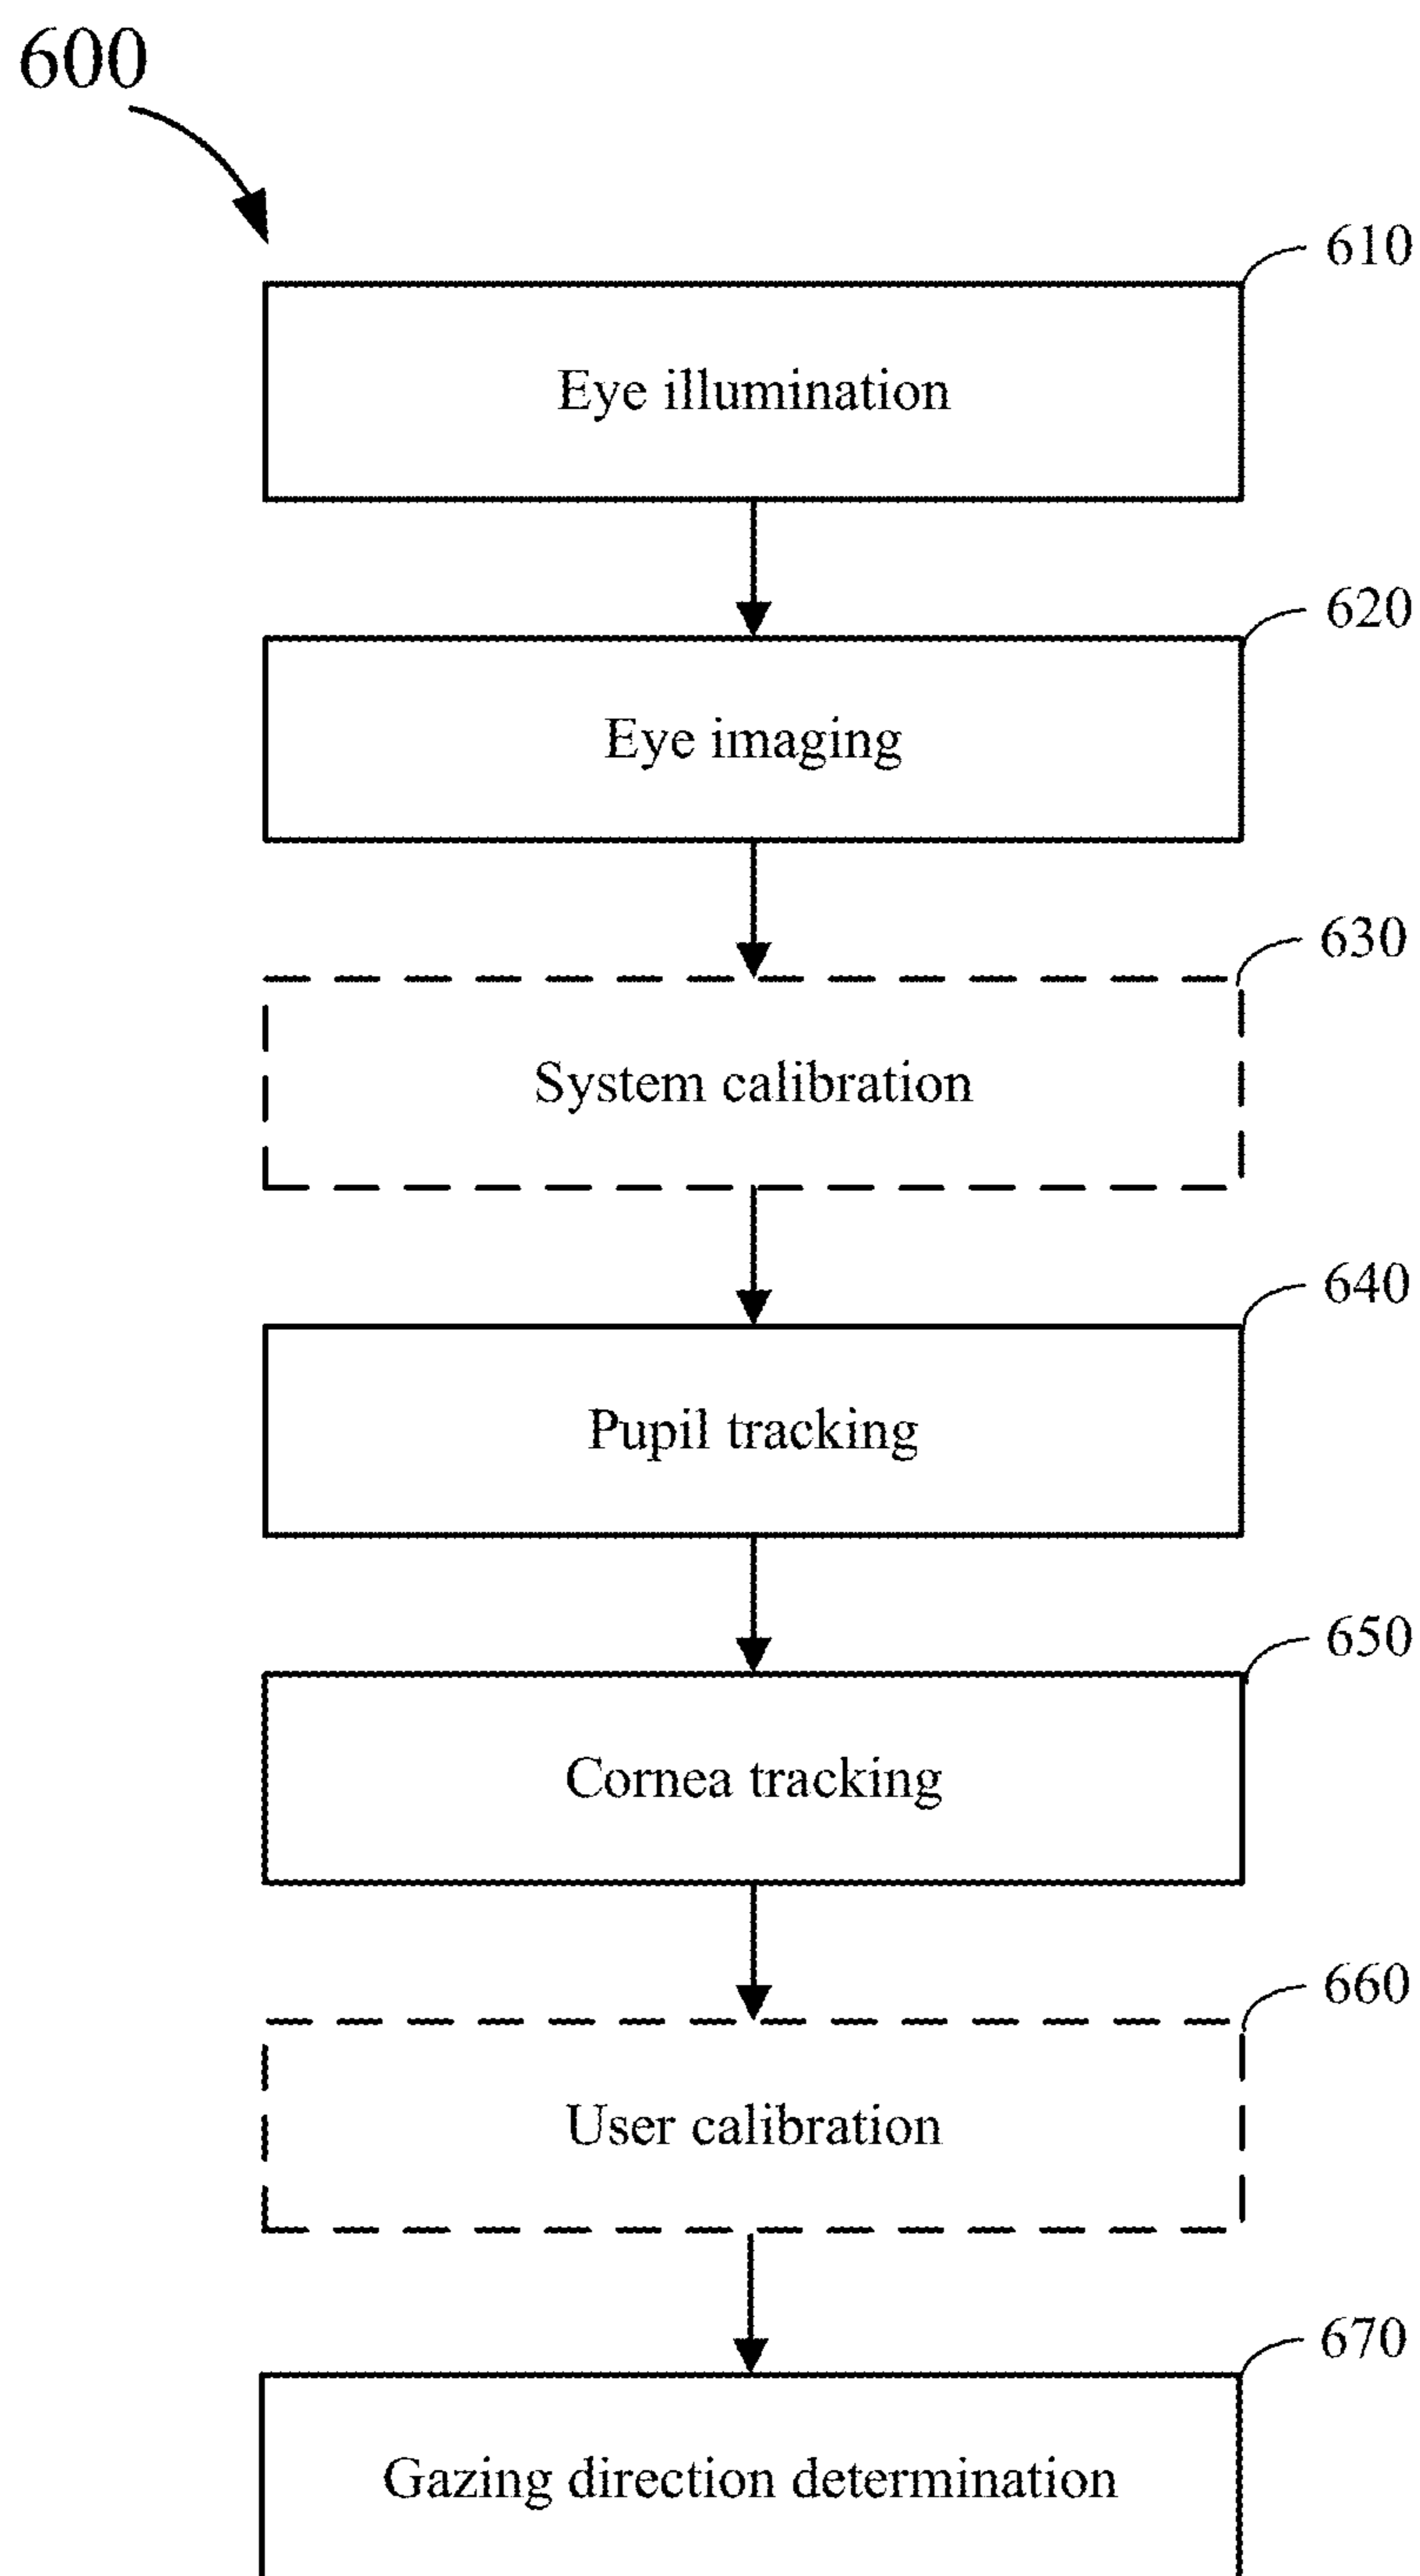 600
610
Eye illumination
620
Eye imaging
630
System calibration
640
Pupil tracking
650
Cornea tracking
660
User calibration
670
Gazing direction determination